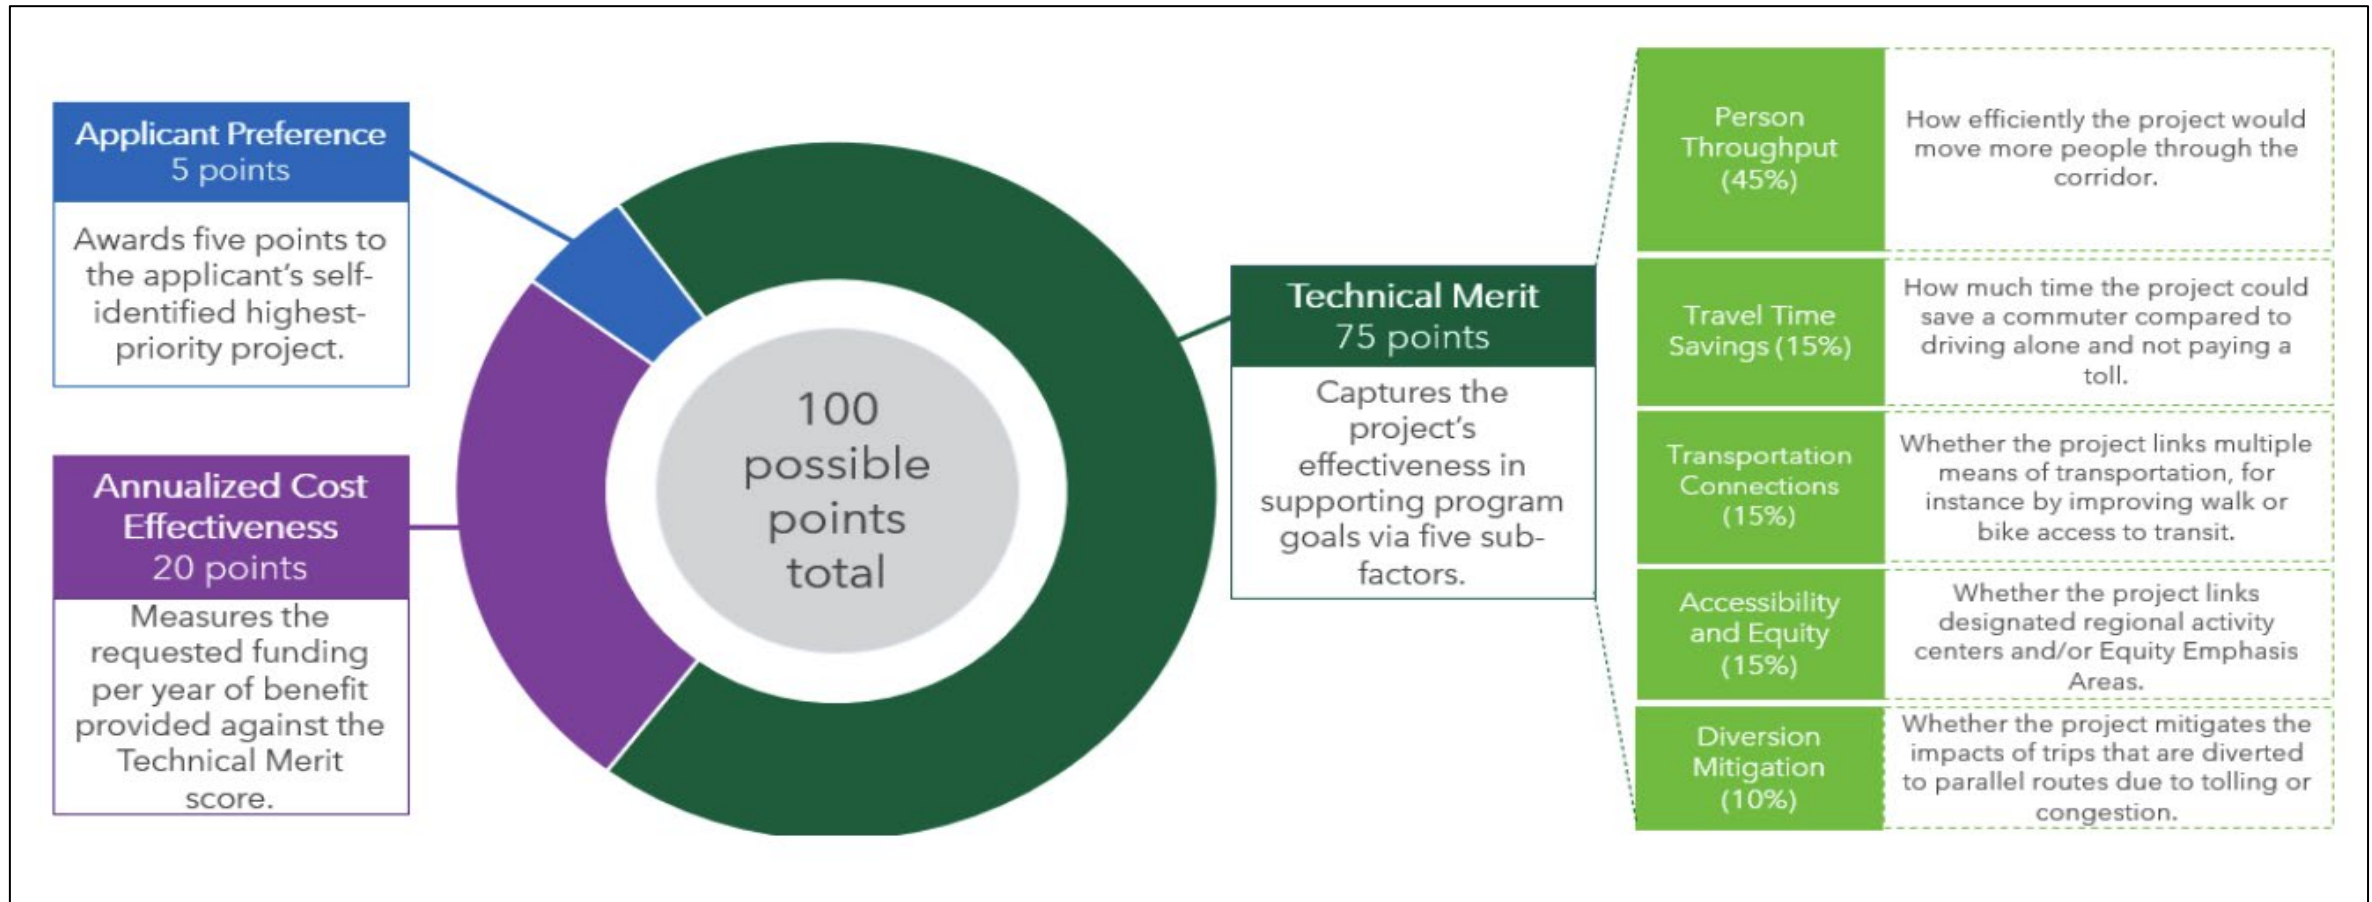 Applicant Preference
5 points
Awards five points to
the applicant's self-
identified highest-
priority project.
Annualized Cost
Effectiveness
20 points
Measures the
requested funding
per year of benefit
provided against the
Technical Merit
score.
100
possible
points
total
Technical Merit
75 points
Captures the
project's
effectiveness in
supporting program
goals via five sub-
factors.
Person
Throughput
(45%)
How efficiently the project would
move more people through the
corridor.
Travel Time
Savings (15%)
How much time the project could
save a commuter compared to
driving alone and not paying a
toll.
Transportation
Connections
(15%)
Whether the project links multiple
means of transportation, for
instance by improving walk or
bike access to transit.
Accessibility
and Equity
(15%)
Whether the project links
designated regional activity
centers and/or Equity Emphasis
Areas.
Diversion
Mitigation
(10%)
Whether the project mitigates the
impacts of trips that are diverted
to parallel routes due to tolling or
congestion.